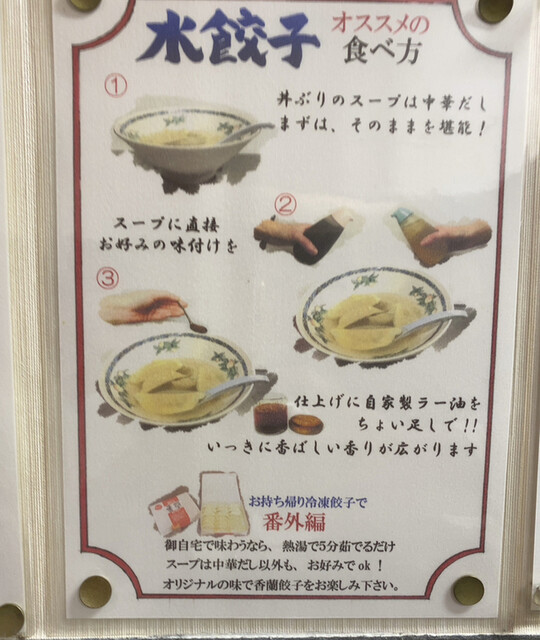 水餃子 オススメの
食べ方
①
丼ぶりのスープは中華だし
まずは、そのままを堪能！
②
スープに直接
お好みの味付けを
③
仕上げに自家製ラー油を
ちょい足しで!!
いっきに香ばしい香りが広がります
お持ち帰り冷凍餃子で
番外編
御自宅で味わうなら、熱湯で5分茹でるだけ
スープは中華だし以外も、お好みでok！
オリジナルの味で香蘭餃子をお楽しみ下さい。